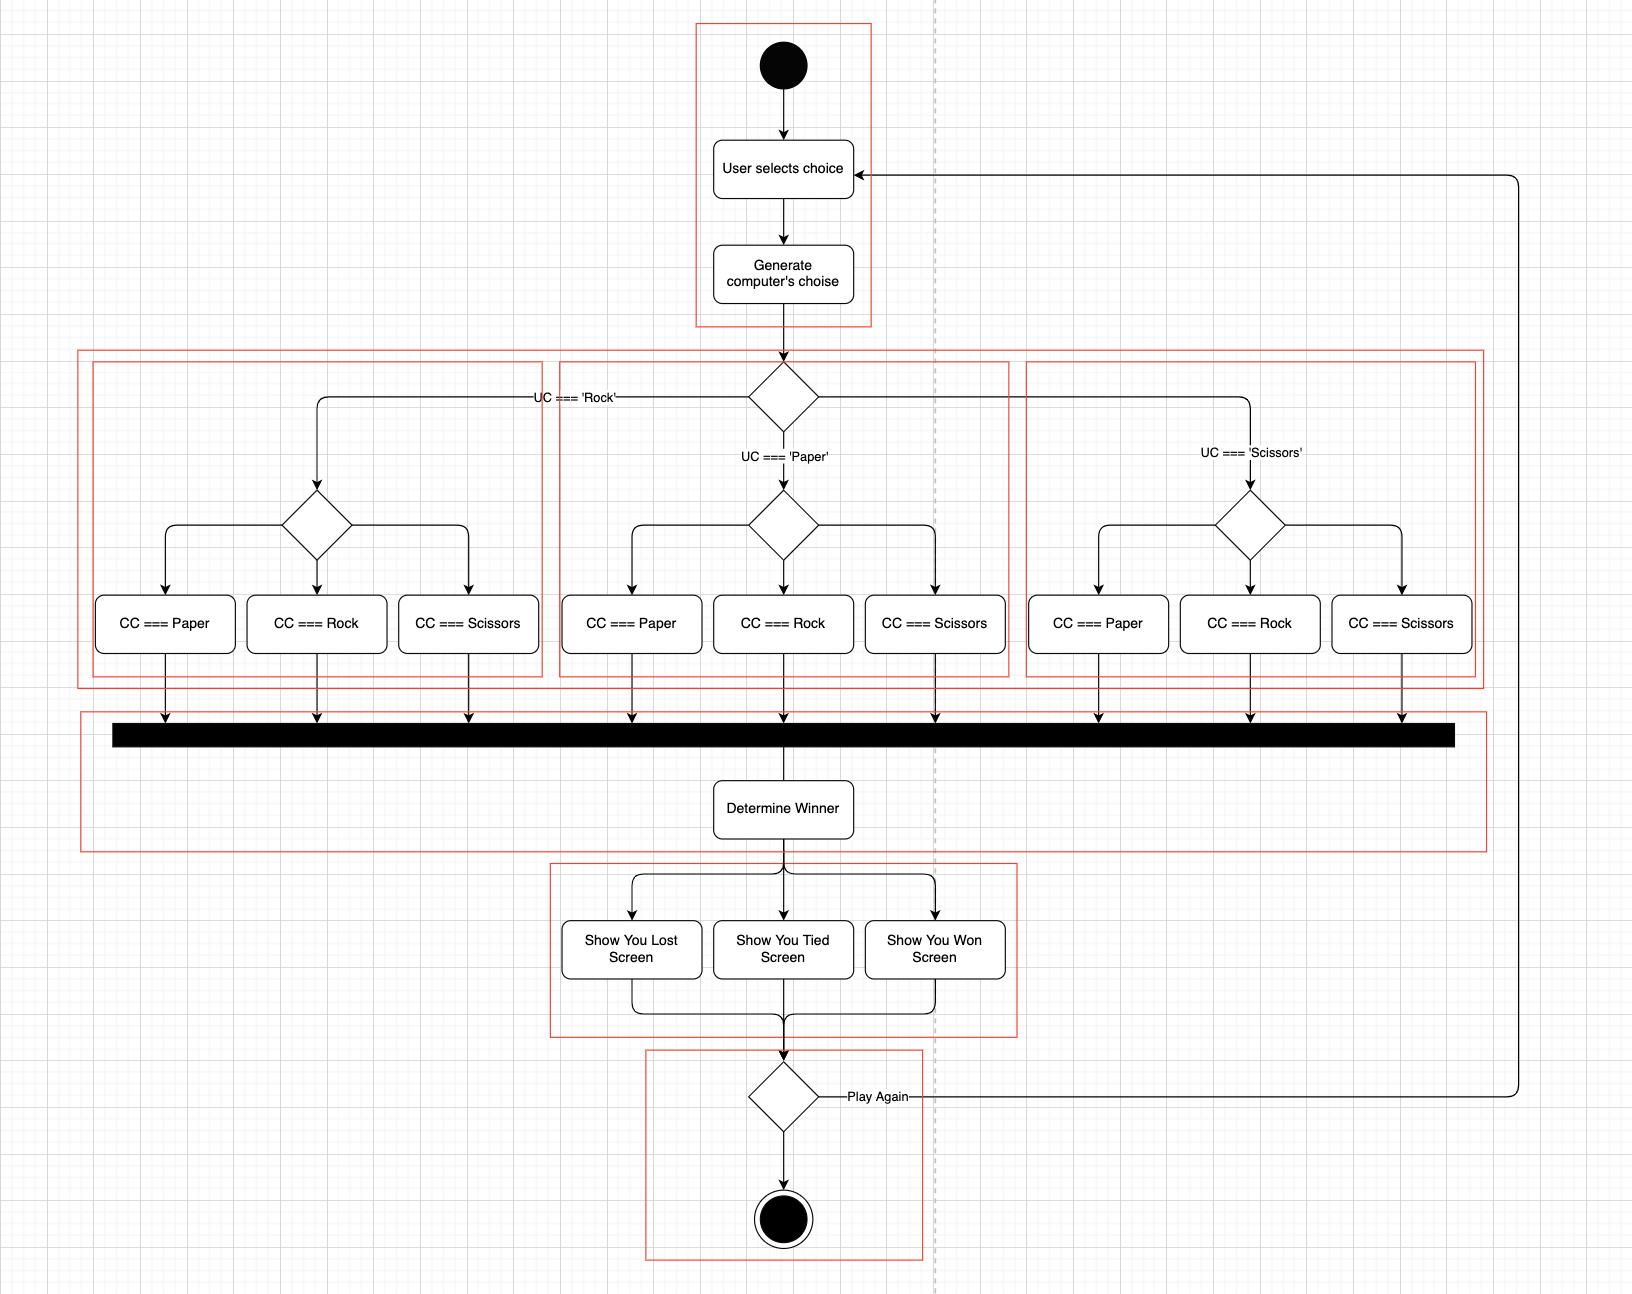 User selects choice
Generate
computer's choise
UC === 'Rock'
UC === 'Paper'
UC === 'Scissors'
CC === Paper
CC === Rock
CC === Scissors
CC === Paper
CC === Rock
CC === Scissors
CC === Paper
CC === Rock
CC === Scissors
Determine Winner
Show You Lost
Screen
Show You Tied
Screen
Show You Won
Screen
Play Again